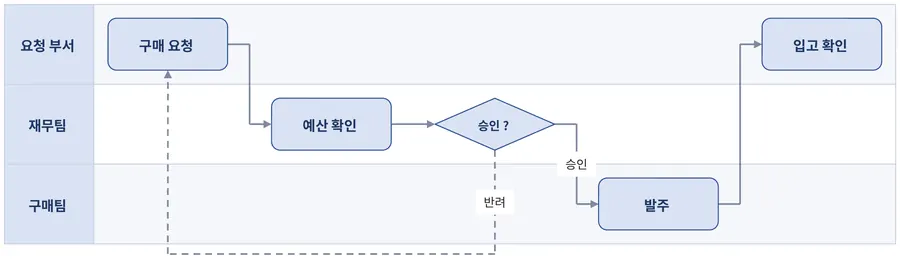 요청 부서
구매 요청
입고 확인
재무팀
예산 확인
승인 ?
승인
구매팀
반려
발주